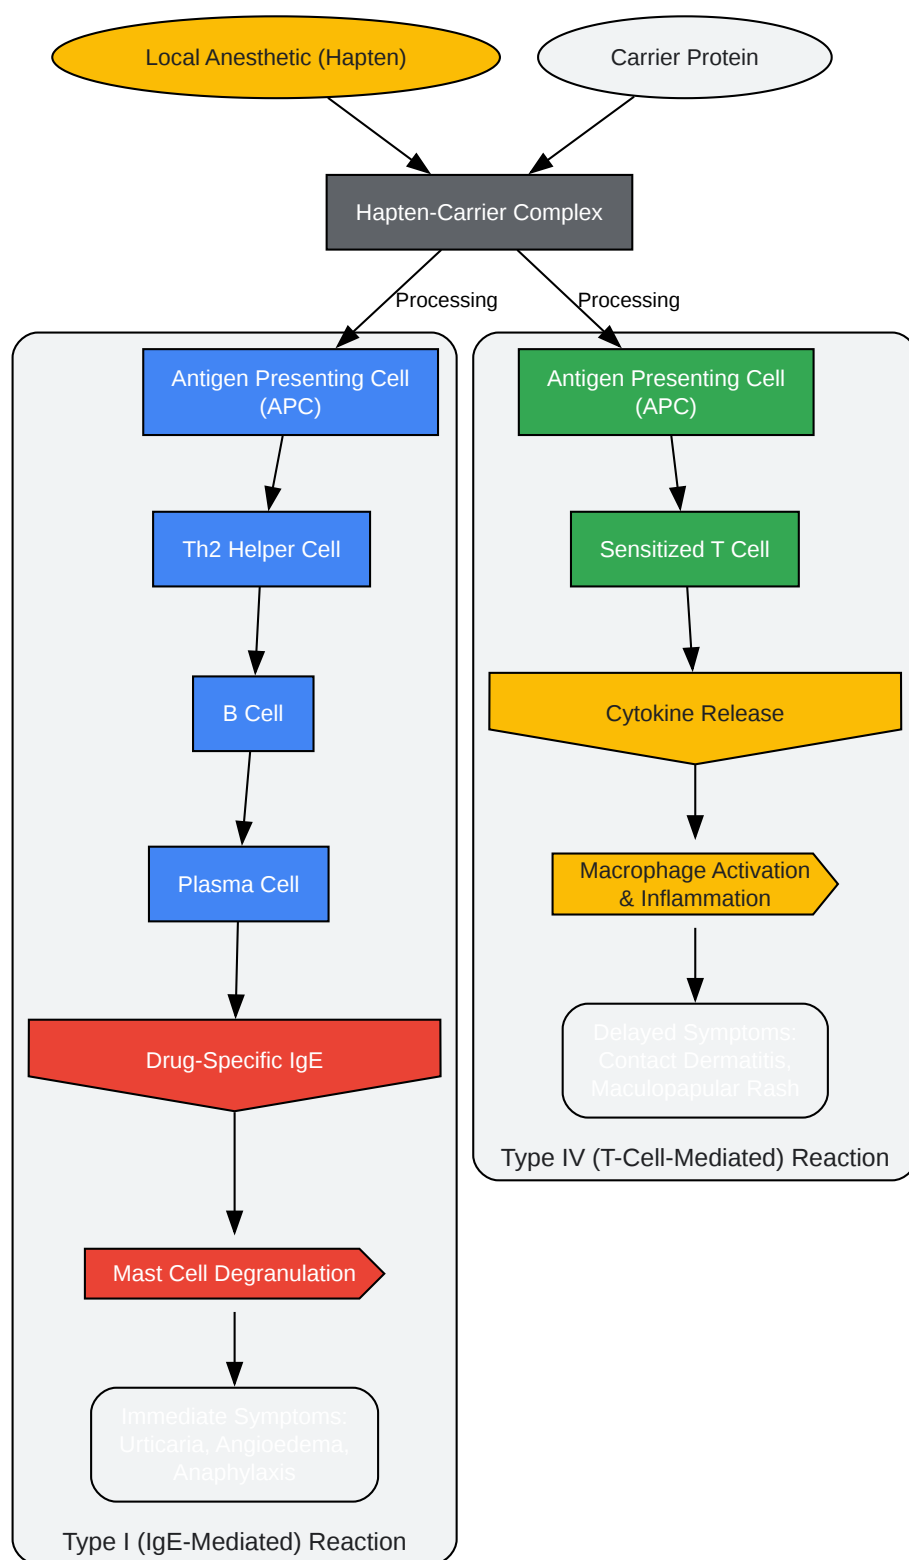 Local Anesthetic (Hapten)
Carrier Protein
Hapten-Carrier Complex
Processing
Processing
Antigen Presenting Cell
(APC)
Th2 Helper Cell
B Cell
Plasma Cell
Drug-Specific IgE
Mast Cell Degranulation
Immediate Symptoms:
Urticaria, Angioedema,
Anaphylaxis
Type I (IgE-Mediated) Reaction
Antigen Presenting Cell
(APC)
Sensitized T Cell
Cytokine Release
Macrophage Activation
& Inflammation
Delayed Symptoms:
Contact Dermatitis,
Maculopapular Rash
Type IV (T-Cell-Mediated) Reaction